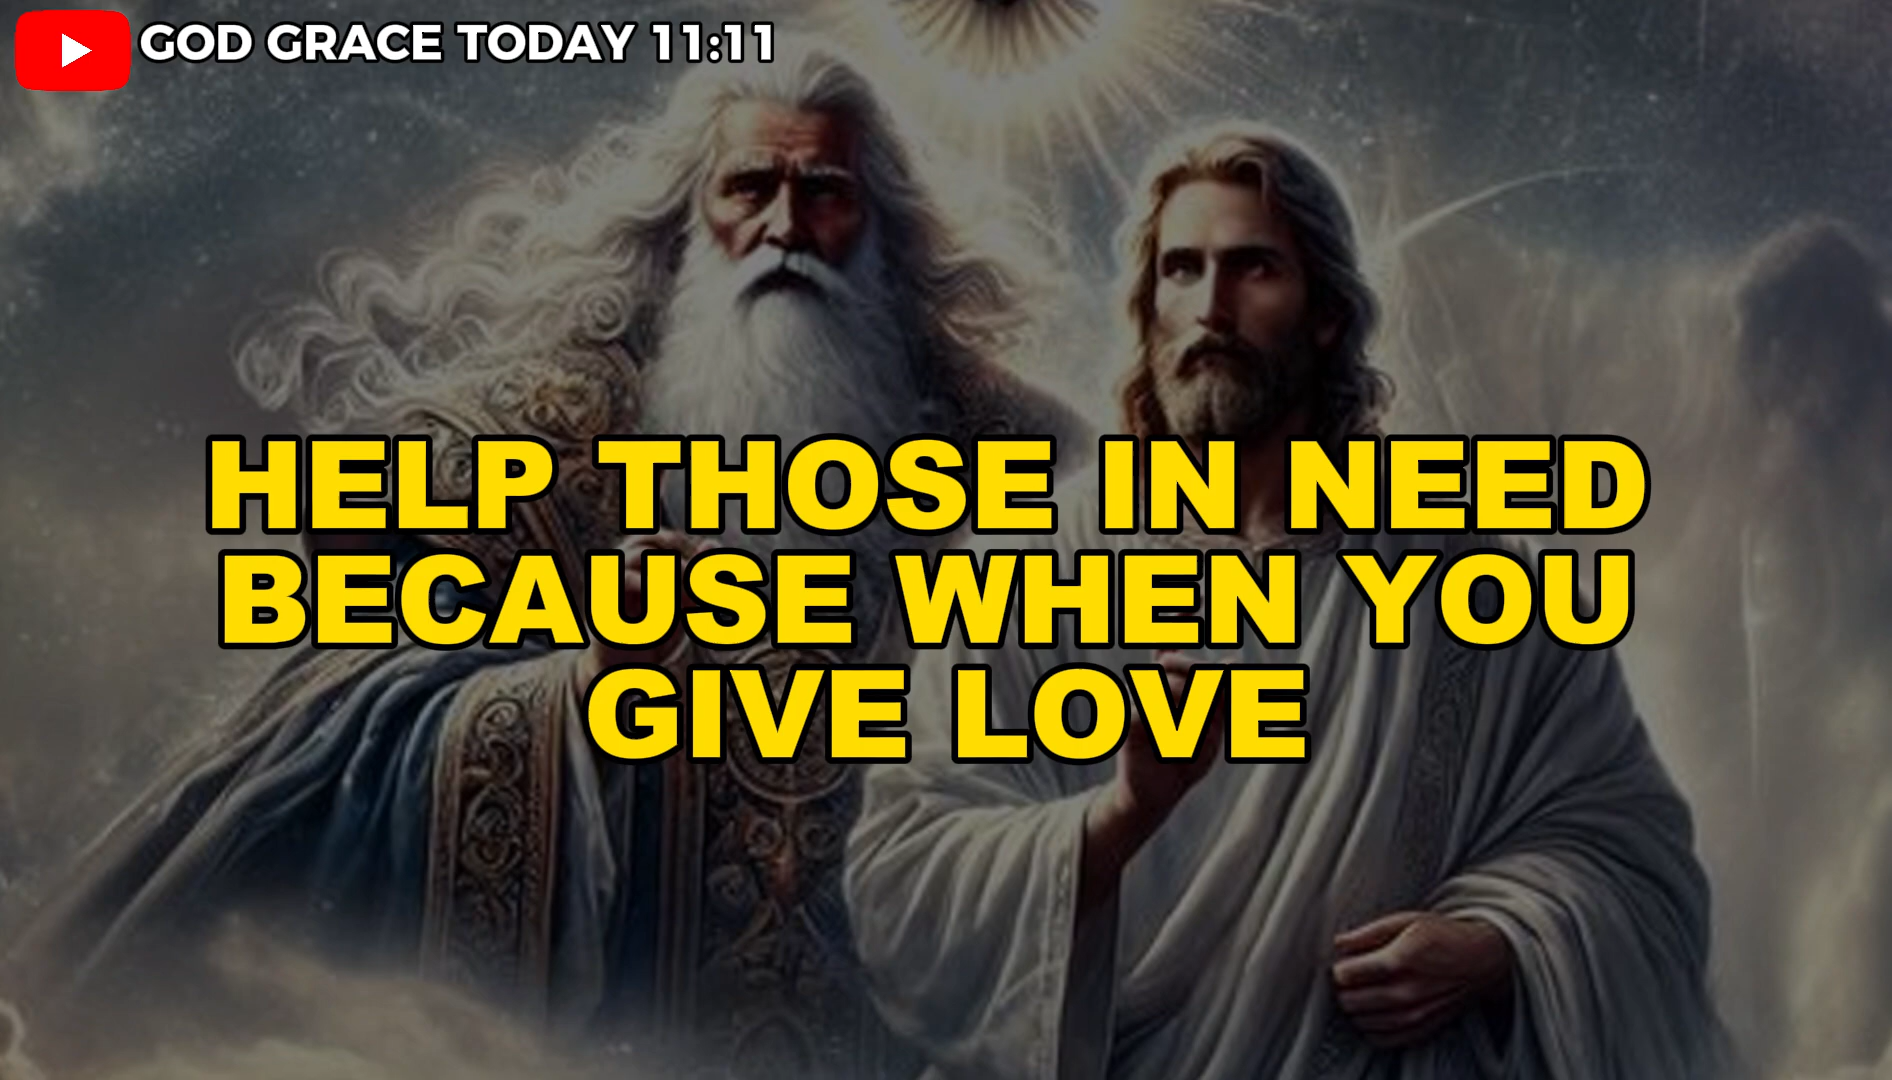 GOD GRACE TODAY 11:11
HELP THOSE IN NEED
BECAUSE WHEN YOU
GIVE LOVE